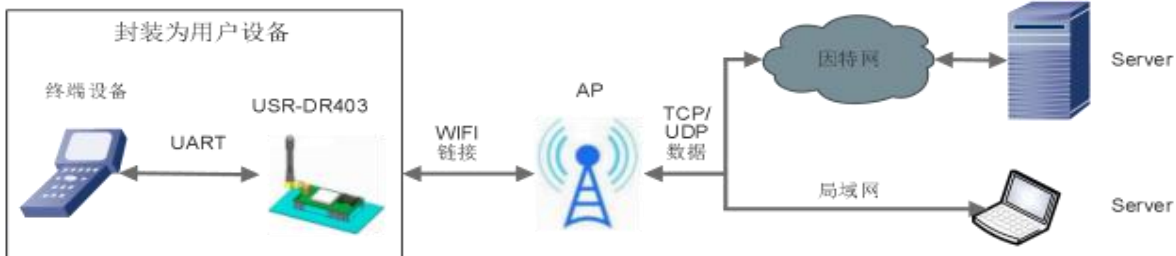 封装为用户设备
终端设备
USR-DR403
UART
WIFI
链接
AP
TCP/
UDP
数据
因特网
Server
局域网
Server